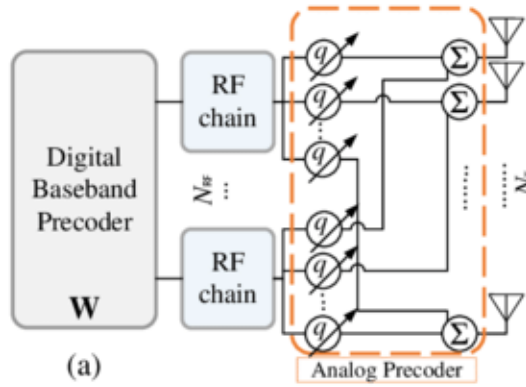 Digital
Baseband
Precoder
W
(a)
RF
chain
N_RF
...
RF
chain
q
q
q
q
q
q
Σ
Σ
Σ
Analog Precoder